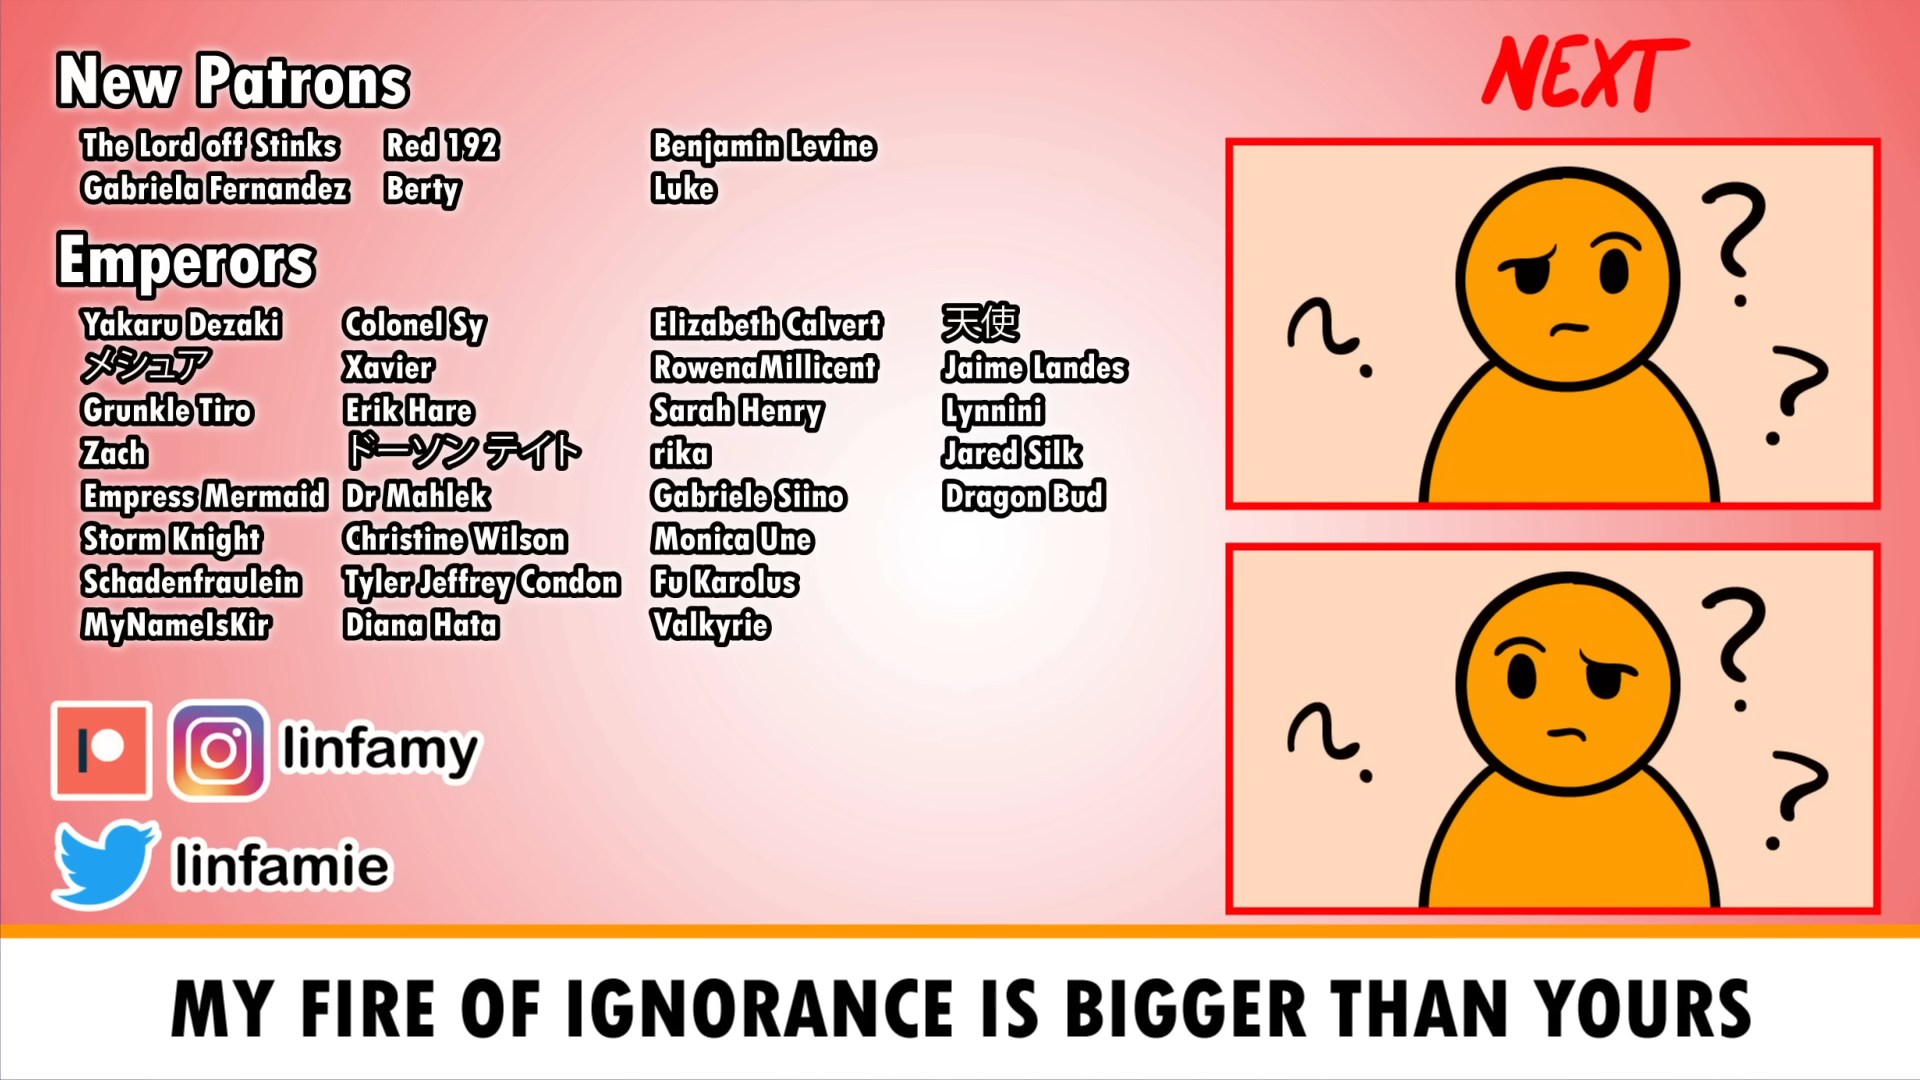 New Patrons
The Lord off Stinks Red 192 Benjamin Levine
Gabriela Fernandez Berty Luke
Emperors
Yakaru Dezaki Colonel Sy Elizabeth Calvert 天使
メシュア Xavier RowenaMillicent Jaime Landes
Grunkle Tiro Erik Hare Sarah Henry Lynnini
Zach ドーソン テイト rika Jared Silk
Empress Mermaid Dr Mahlek Gabriele Siino Dragon Bud
Storm Knight Christine Wilson Monica Une
Schadenfraulein Tyler Jeffrey Condon Fu Karolus
MyNameIsKir Diana Hata Valkyrie
linfamy
linfamie
NEXT
? ? ?
? ? ?
MY FIRE OF IGNORANCE IS BIGGER THAN YOURS